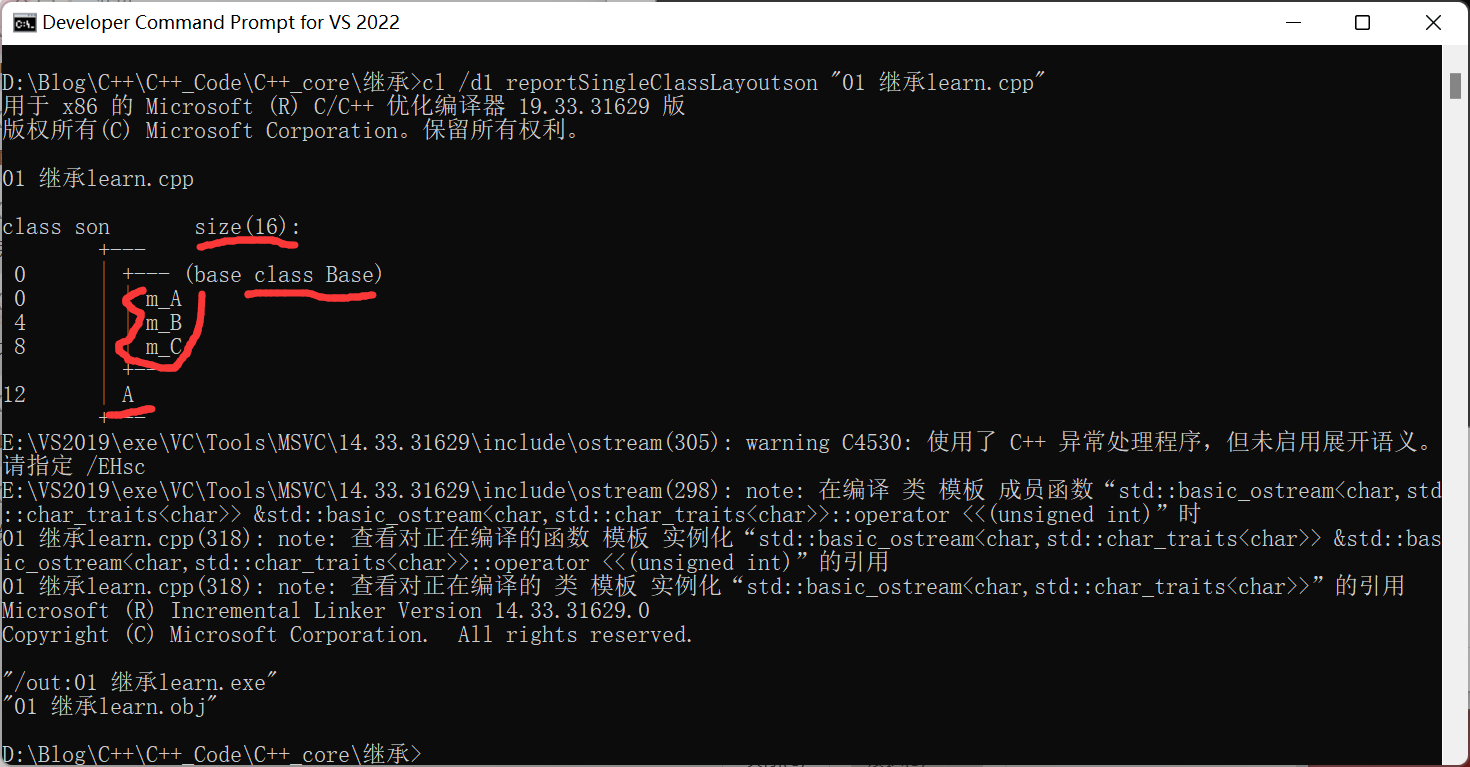 Developer Command Prompt for VS 2022
D:\Blog\C++\C++_Code\C++_core\继承>cl /d1 reportSingleClassLayoutson "01 继承learn.cpp"
用于 x86 的 Microsoft (R) C/C++ 优化编译器 19.33.31629 版
版权所有(C) Microsoft Corporation。保留所有权利。
01 继承learn.cpp
class son size(16):
+---
0 | +--- (base class Base)
0 | | m_A
4 | | m_B
8 | | m_C
| +---
12 | A
+---
E:\VS2019\exe\VC\Tools\MSVC\14.33.31629\include\ostream(305): warning C4530: 使用了 C++ 异常处理程序，但未启用展开语义。
请指定 /EHsc
E:\VS2019\exe\VC\Tools\MSVC\14.33.31629\include\ostream(298): note: 在编译 类 模板 成员函数“std::basic_ostream<char,std
::char_traits<char>> &std::basic_ostream<char,std::char_traits<char>>::operator <<(unsigned int)”时
01 继承learn.cpp(318): note: 查看对正在编译的函数 模板 实例化“std::basic_ostream<char,std::char_traits<char>> &std::bas
ic_ostream<char,std::char_traits<char>>::operator <<(unsigned int)”的引用
01 继承learn.cpp(318): note: 查看对正在编译的 类 模板 实例化“std::basic_ostream<char,std::char_traits<char>>”的引用
Microsoft (R) Incremental Linker Version 14.33.31629.0
Copyright (C) Microsoft Corporation.  All rights reserved.
"/out:01 继承learn.exe"
"01 继承learn.obj"
D:\Blog\C++\C++_Code\C++_core\继承>